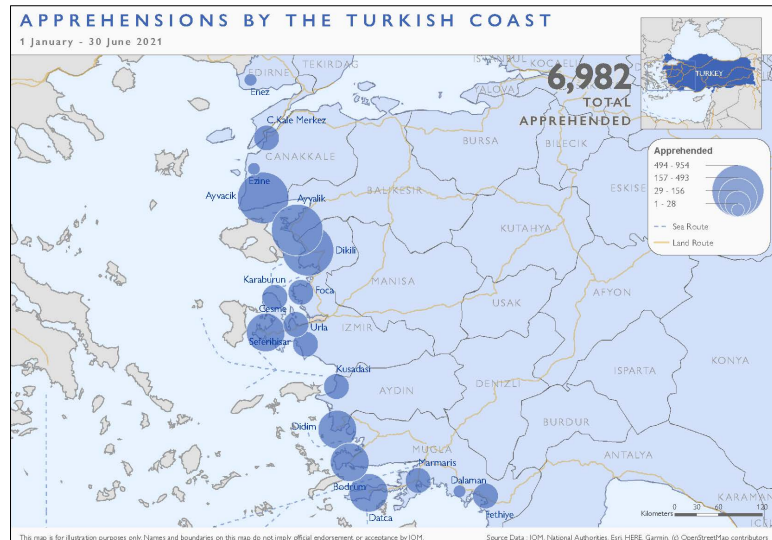 APPREHENSIONS BY THE TURKISH COAST
1 January - 30 June 2021
6,982
TOTAL
APPREHENDED
TURKEY
Apprehended
494 - 954
157 - 493
29 - 156
1 - 28
Sea Route
Land Route
EDIRNE
TEKIRDAG
ISTANBUL
KOCAELI
YALOVA
Enez
C.Kale Merkez
CANAKKALE
BURSA
BILECIK
Ezine
Ayvacik
Ayvalik
BALIKESIR
ESKISE
KUTAHYA
Dikili
MANISA
Karaburun
Foca
AFYON
Cesme
USAK
Urla
IZMIR
Seferibisar
KONYA
Kusadasi
ISPARTA
AYDIN
DENIZLI
BURDUR
Didim
MUGLA
ANTALYA
Marmaris
Dalaman
Bodrum
KARAMAN
Datca
Fethiye
Kilometers
0 30 60 120
This map is for illustration purposes only. Names and boundaries on this map do not imply official endorsement or acceptance by IOM.
Source Data : IOM, National Authorities, Esri, HERE, Garmin, (c) OpenStreetMap contributors